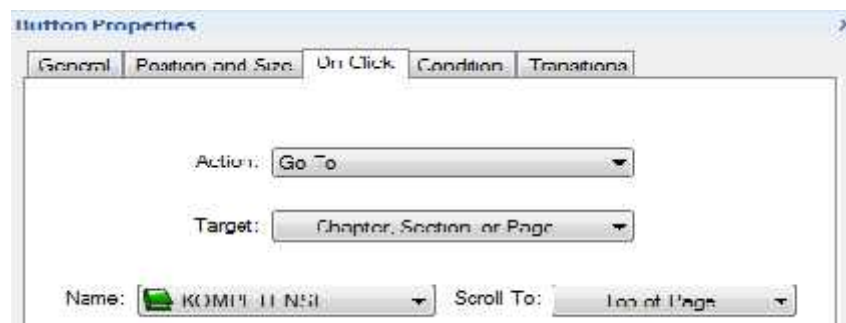 Button Properties
General Position and Size On Click Condition Transitions
Action: Go To
Target: Chapter, Section, or Page
Name: KOMPETENSI Scroll To: Top of Page